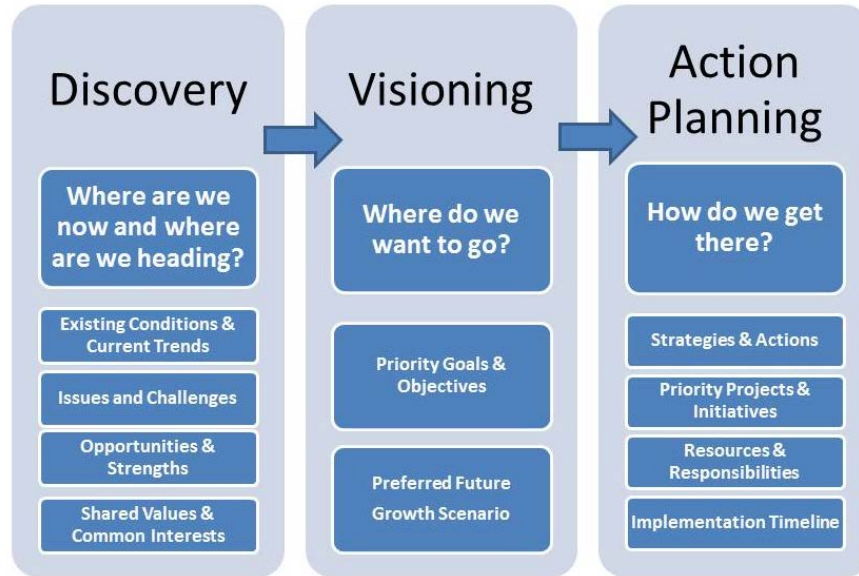 Discovery
Where are we
now and where
are we heading?
Existing Conditions &
Current Trends
Issues and Challenges
Opportunities &
Strengths
Shared Values &
Common Interests
Visioning
Where do we
want to go?
Priority Goals &
Objectives
Preferred Future
Growth Scenario
Action
Planning
How do we get
there?
Strategies & Actions
Priority Projects &
Initiatives
Resources &
Responsibilities
Implementation Timeline